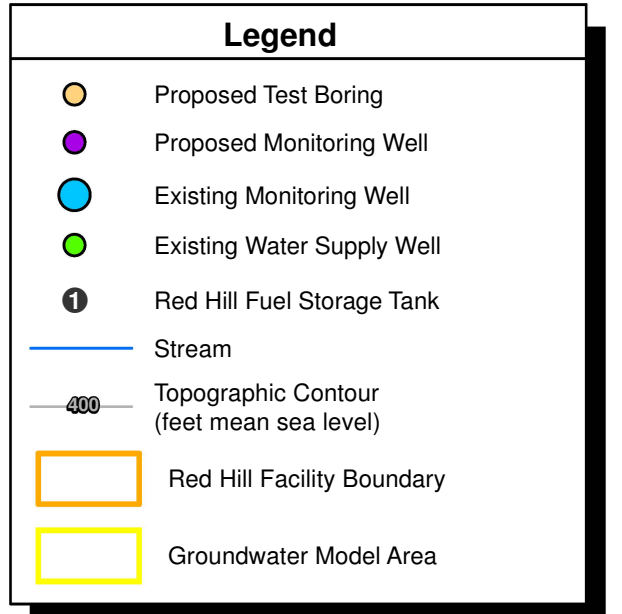 Legend
Proposed Test Boring
Proposed Monitoring Well
Existing Monitoring Well
Existing Water Supply Well
1 Red Hill Fuel Storage Tank
Stream
400 Topographic Contour
(feet mean sea level)
Red Hill Facility Boundary
Groundwater Model Area